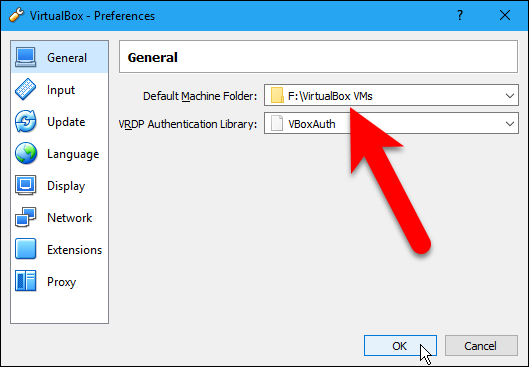 VirtualBox - Preferences
General
Input
Update
Language
Display
Network
Extensions
Proxy
General
Default Machine Folder: F:\VirtualBox VMs
VRDP Authentication Library: VBoxAuth
OK Cancel